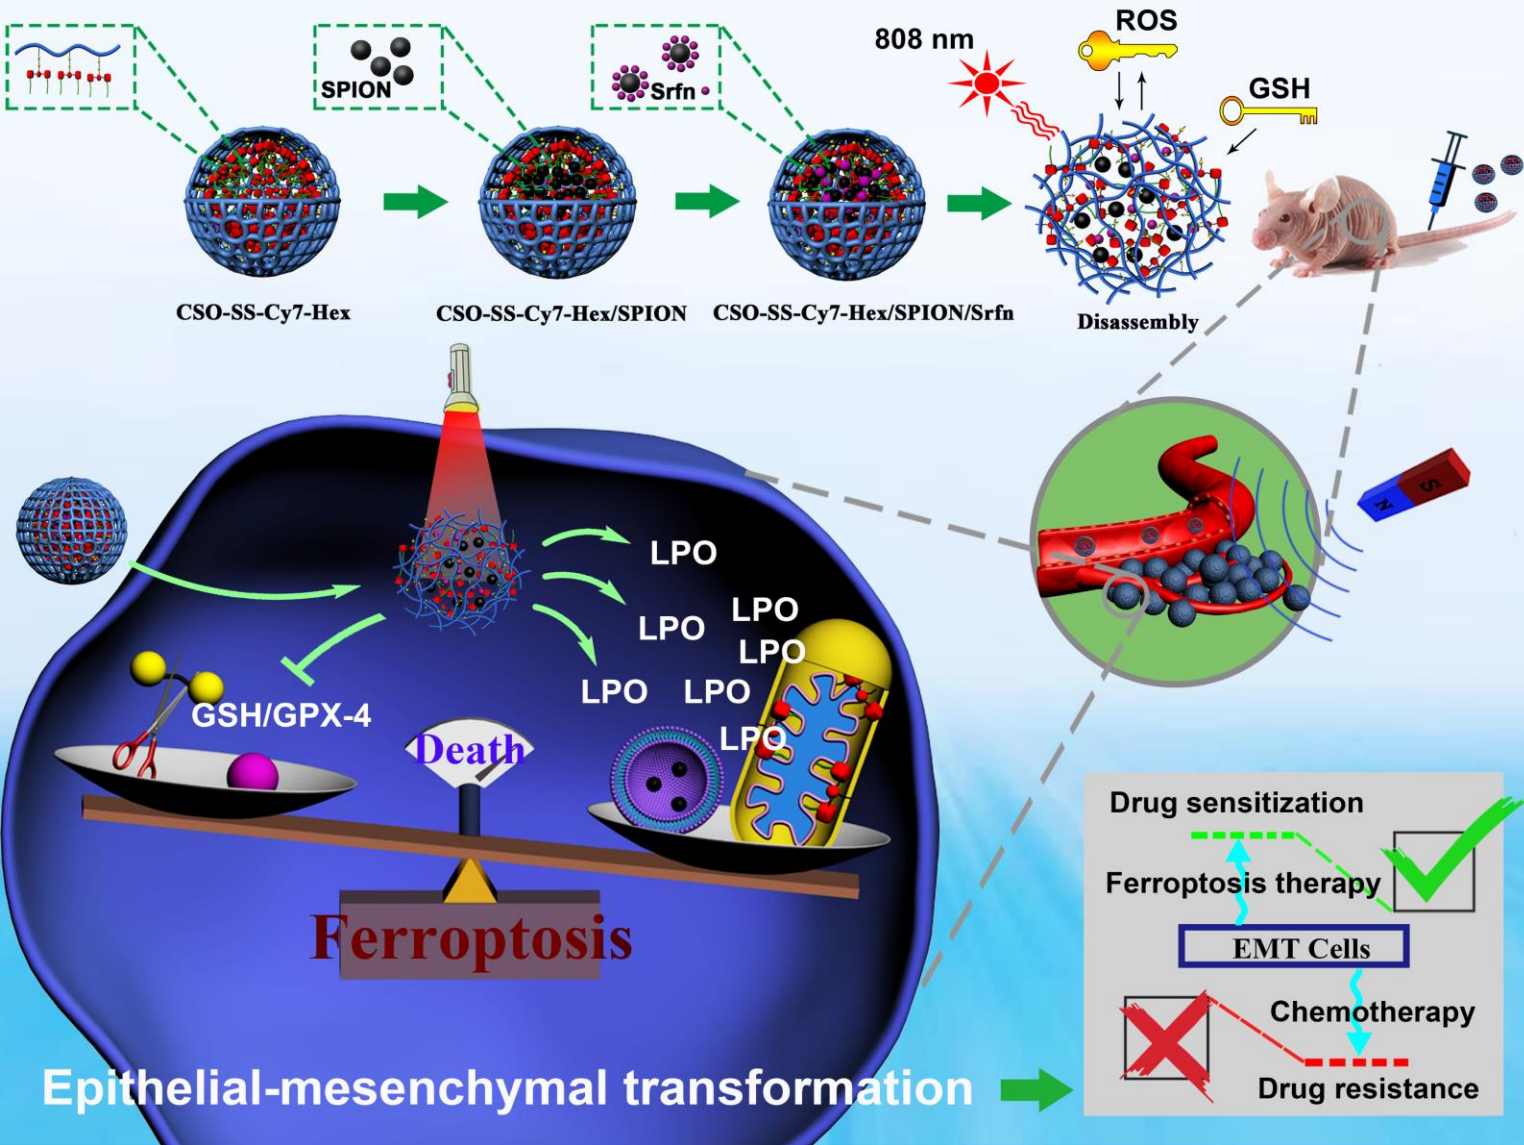 SPION
Srfn
808 nm
ROS
GSH
CSO-SS-Cy7-Hex
CSO-SS-Cy7-Hex/SPION
CSO-SS-Cy7-Hex/SPION/Srfn
Disassembly
S
N
LPO
LPO
LPO
LPO
LPO
LPO
LPO
GSH/GPX-4
Death
Ferroptosis
Epithelial-mesenchymal transformation
Drug sensitization
Ferroptosis therapy
EMT Cells
Chemotherapy
Drug resistance